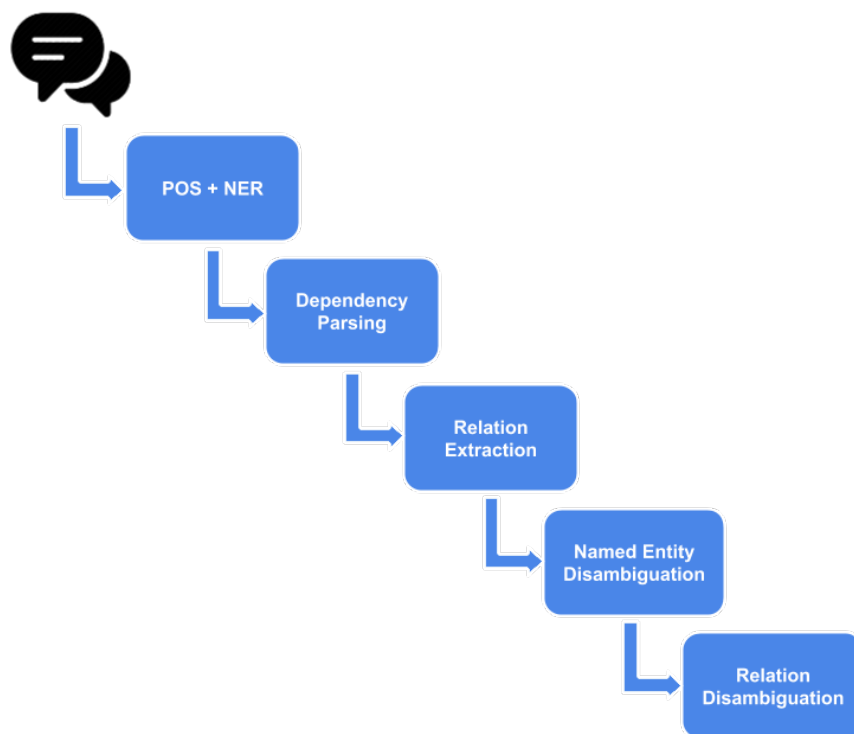 POS + NER
Dependency
Parsing
Relation
Extraction
Named Entity
Disambiguation
Relation
Disambiguation